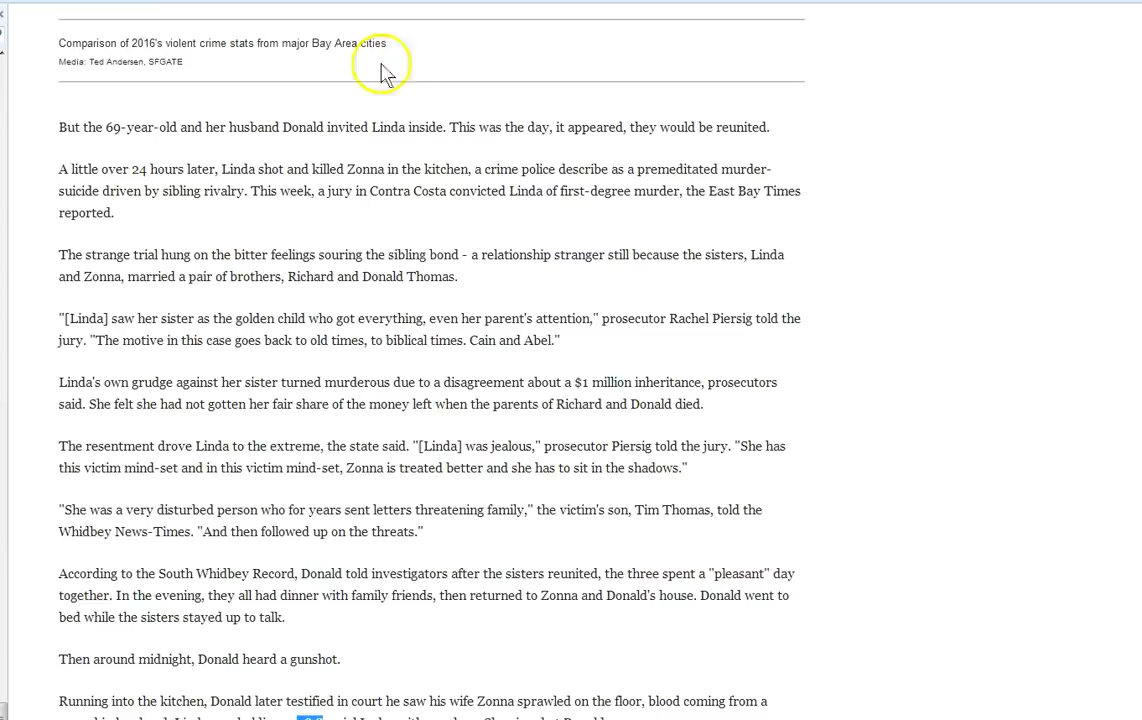 Comparison of 2016's violent crime stats from major Bay Area cities
Media: Ted Andersen, SFGATE
But the 69-year-old and her husband Donald invited Linda inside. This was the day, it appeared, they would be reunited.
A little over 24 hours later, Linda shot and killed Zonna in the kitchen, a crime police describe as a premeditated murder-
suicide driven by sibling rivalry. This week, a jury in Contra Costa convicted Linda of first-degree murder, the East Bay Times
reported.
The strange trial hung on the bitter feelings souring the sibling bond - a relationship stranger still because the sisters, Linda
and Zonna, married a pair of brothers, Richard and Donald Thomas.
"[Linda] saw her sister as the golden child who got everything, even her parent's attention," prosecutor Rachel Piersig told the
jury. "The motive in this case goes back to old times, to biblical times. Cain and Abel."
Linda's own grudge against her sister turned murderous due to a disagreement about a $1 million inheritance, prosecutors
said. She felt she had not gotten her fair share of the money left when the parents of Richard and Donald died.
The resentment drove Linda to the extreme, the state said. "[Linda] was jealous," prosecutor Piersig told the jury. "She has
this victim mind-set and in this victim mind-set, Zonna is treated better and she has to sit in the shadows."
"She was a very disturbed person who for years sent letters threatening family," the victim's son, Tim Thomas, told the
Whidbey News-Times. "And then followed up on the threats."
According to the South Whidbey Record, Donald told investigators after the sisters reunited, the three spent a "pleasant" day
together. In the evening, they all had dinner with family friends, then returned to Zonna and Donald's house. Donald went to
bed while the sisters stayed up to talk.
Then around midnight, Donald heard a gunshot.
Running into the kitchen, Donald later testified in court he saw his wife Zonna sprawled on the floor, blood coming from a